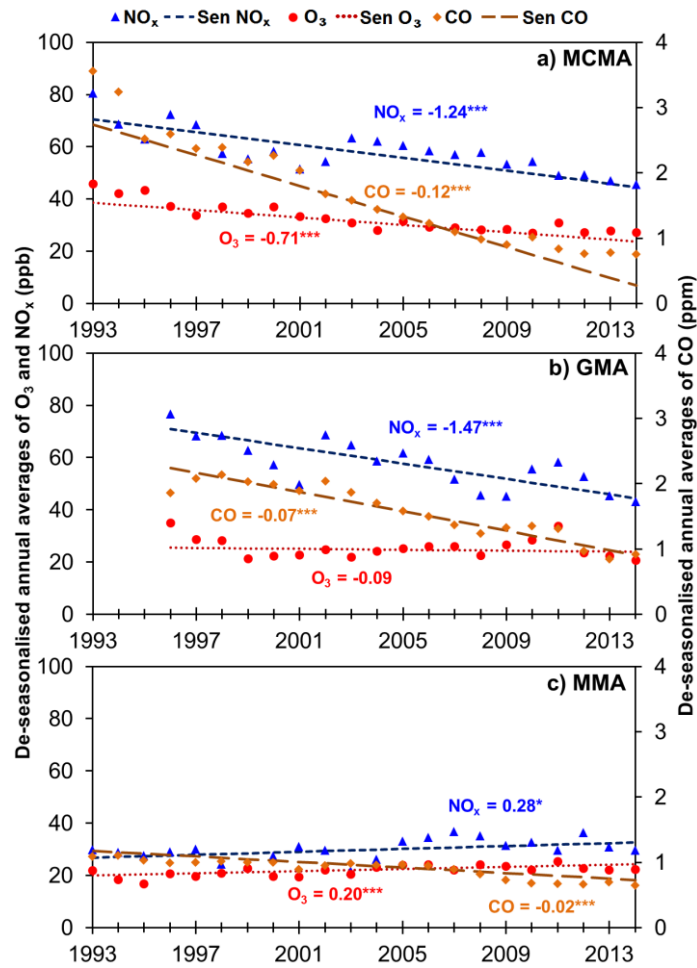 NOx Sen NOx O3 Sen O3 CO Sen CO
De-seasonalised annual averages of O3 and NOx (ppb)
De-seasonalised annual averages of CO (ppm)
a) MCMA
100
80
60
40
20
0
4
3
2
1
0
NOx = -1.24***
CO = -0.12***
O3 = -0.71***
1993 1997 2001 2005 2009 2013
b) GMA
100
80
60
40
20
0
4
3
2
1
0
NOx = -1.47***
CO = -0.07***
O3 = -0.09
1993 1997 2001 2005 2009 2013
c) MMA
100
80
60
40
20
0
4
3
2
1
0
NOx = 0.28*
O3 = 0.20***
CO = -0.02***
1993 1997 2001 2005 2009 2013